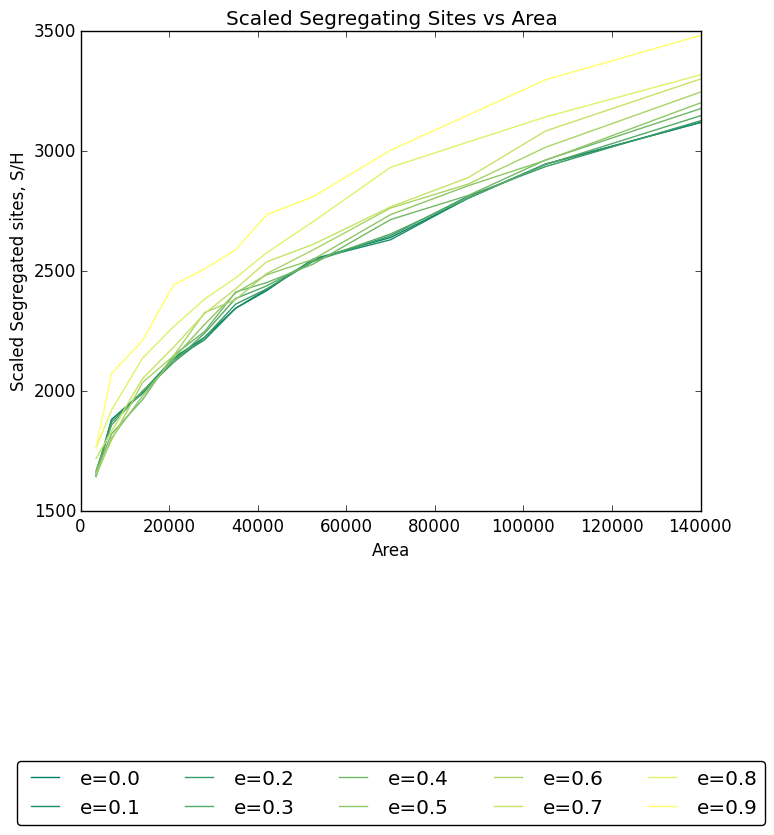 Scaled Segregating Sites vs Area
3500
3000
2500
2000
1500
Scaled Segregated sites, S/H
0 20000 40000 60000 80000 100000 120000 140000
Area
e=0.0 e=0.2 e=0.4 e=0.6 e=0.8
e=0.1 e=0.3 e=0.5 e=0.7 e=0.9